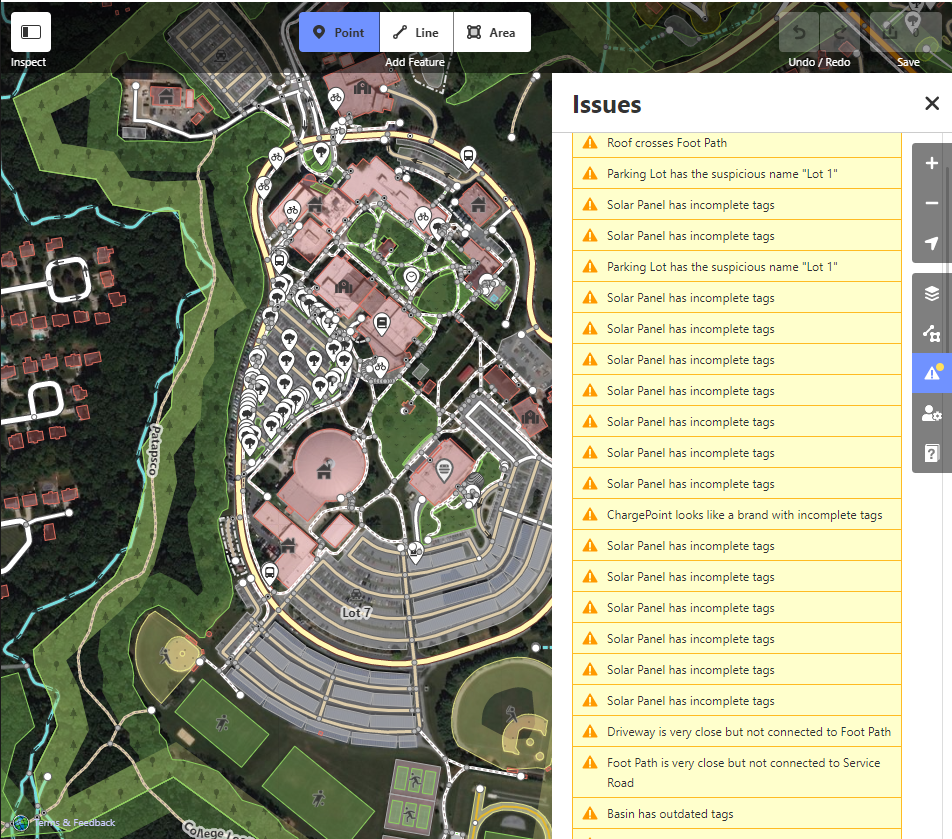 Inspect
Point
Line
Area
Add Feature
Undo / Redo
Save
Issues
Roof crosses Foot Path
Parking Lot has the suspicious name "Lot 1"
Solar Panel has incomplete tags
Solar Panel has incomplete tags
Parking Lot has the suspicious name "Lot 1"
Solar Panel has incomplete tags
Solar Panel has incomplete tags
Solar Panel has incomplete tags
Solar Panel has incomplete tags
Solar Panel has incomplete tags
Solar Panel has incomplete tags
Solar Panel has incomplete tags
ChargePoint looks like a brand with incomplete tags
Solar Panel has incomplete tags
Solar Panel has incomplete tags
Solar Panel has incomplete tags
Solar Panel has incomplete tags
Solar Panel has incomplete tags
Solar Panel has incomplete tags
Driveway is very close but not connected to Foot Path
Foot Path is very close but not connected to Service
Road
Basin has outdated tags
Patapsco
Lot 7
Terms & Feedback
College